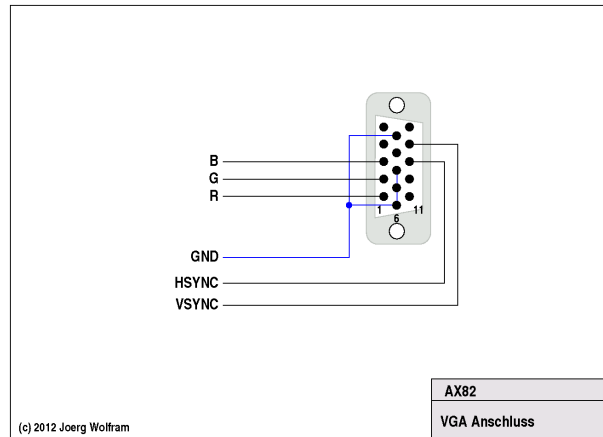 B
G
R
1
11
6
GND
HSYNC
VSYNC
AX82
VGA Anschluss
(c) 2012 Joerg Wolfram